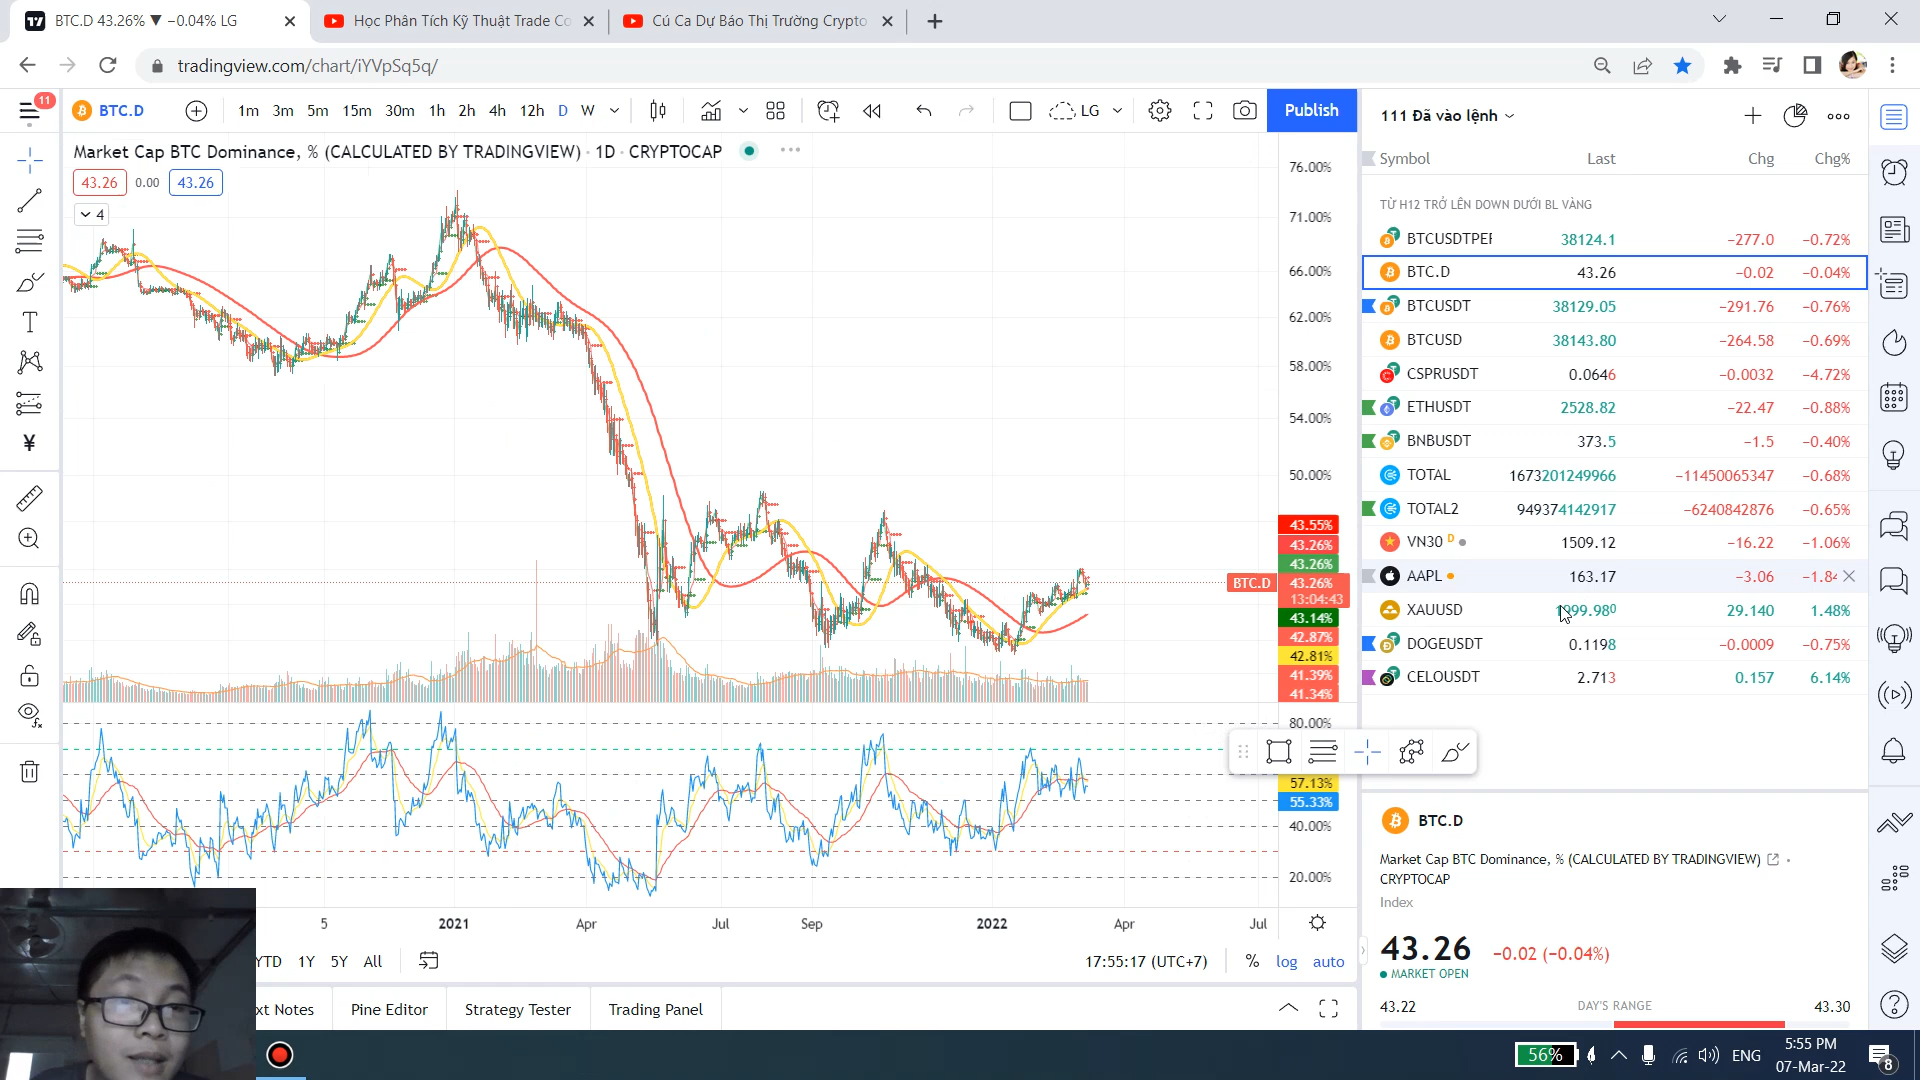 BTC.D 43.26% ▼ −0.04% LG
Học Phân Tích Kỹ Thuật Trade Co
Cú Ca Dự Báo Thị Trường Crypto
tradingview.com/chart/iYVpSq5q/
11
BTC.D
1m 3m 5m 15m 30m 1h 2h 4h 12h D W
LG
Publish
Market Cap BTC Dominance, % (CALCULATED BY TRADINGVIEW) · 1D · CRYPTOCAP
43.26 0.00 43.26
4
76.00%
71.00%
66.00%
62.00%
58.00%
54.00%
50.00%
43.55%
43.26%
43.26%
BTC.D 43.26%
13:04:43
43.14%
42.87%
42.81%
41.39%
41.34%
80.00%
57.13%
55.33%
40.00%
20.00%
5 2021 Apr Jul Sep 2022 Apr Jul
YTD 1Y 5Y All
17:55:17 (UTC+7) % log auto
xt Notes Pine Editor Strategy Tester Trading Panel
111 Đã vào lệnh
Symbol Last Chg Chg%
TỪ H12 TRỞ LÊN DOWN DƯỚI BL VÀNG
BTCUSDTPER 38124.1 −277.0 −0.72%
BTC.D 43.26 −0.02 −0.04%
BTCUSDT 38129.05 −291.76 −0.76%
BTCUSD 38143.80 −264.58 −0.69%
CSPRUSDT 0.0646 −0.0032 −4.72%
ETHUSDT 2528.82 −22.47 −0.88%
BNBUSDT 373.5 −1.5 −0.40%
TOTAL 1673201249966 −11450065347 −0.68%
TOTAL2 949374142917 −6240842876 −0.65%
VN30 D 1509.12 −16.22 −1.06%
AAPL 163.17 −3.06 −1.84
XAUUSD 1999.980 29.140 1.48%
DOGEUSDT 0.1198 −0.0009 −0.75%
CELOUSDT 2.713 0.157 6.14%
BTC.D
Market Cap BTC Dominance, % (CALCULATED BY TRADINGVIEW)
CRYPTOCAP
Index
43.26 −0.02 (−0.04%)
MARKET OPEN
43.22 DAY'S RANGE 43.30
56% ENG
5:55 PM
07-Mar-22
8